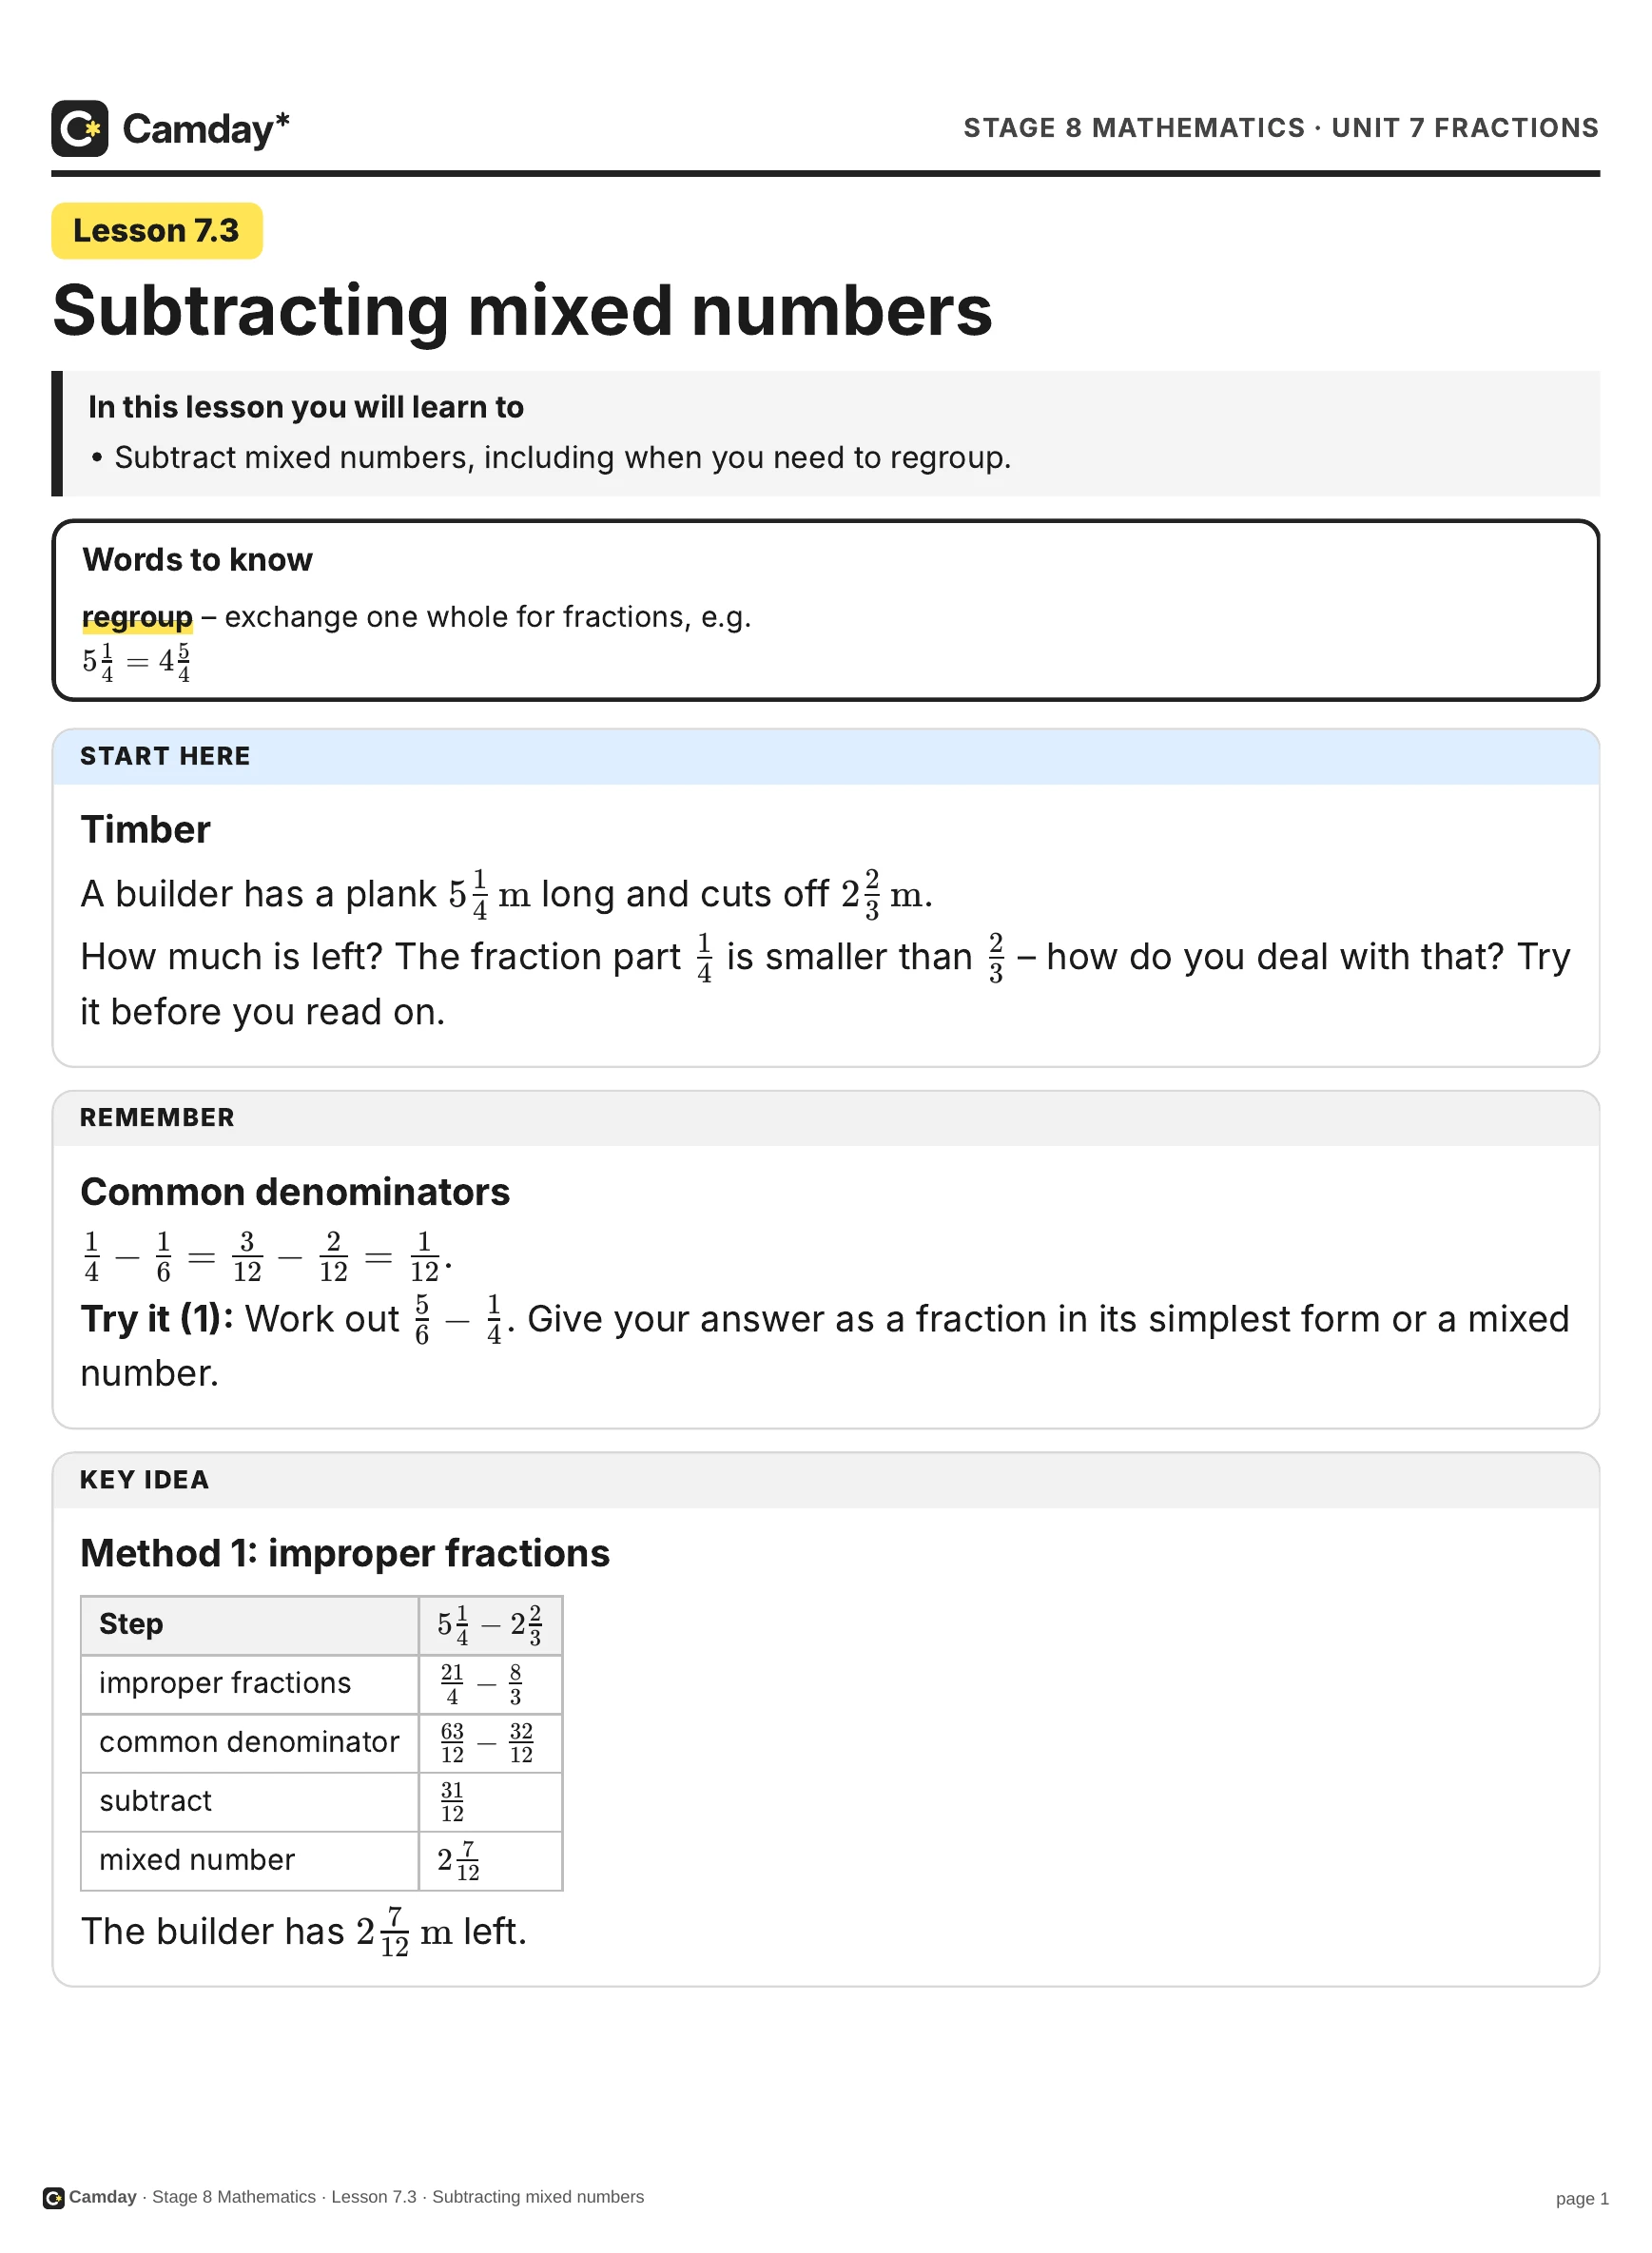 Camday*
STAGE 8 MATHEMATICS · UNIT 7 FRACTIONS
Lesson 7.3
Subtracting mixed numbers
In this lesson you will learn to
• Subtract mixed numbers, including when you need to regroup.
Words to know
regroup – exchange one whole for fractions, e.g.
5 1/4 = 4 5/4
START HERE
Timber
A builder has a plank 5 1/4 m long and cuts off 2 2/3 m.
How much is left? The fraction part 1/4 is smaller than 2/3 – how do you deal with that? Try
it before you read on.
REMEMBER
Common denominators
1/4 − 1/6 = 3/12 − 2/12 = 1/12.
Try it (1): Work out 5/6 − 1/4. Give your answer as a fraction in its simplest form or a mixed
number.
KEY IDEA
Method 1: improper fractions
Step 5 1/4 − 2 2/3
improper fractions 21/4 − 8/3
common denominator 63/12 − 32/12
subtract 31/12
mixed number 2 7/12
The builder has 2 7/12 m left.
Camday · Stage 8 Mathematics · Lesson 7.3 · Subtracting mixed numbers
page 1